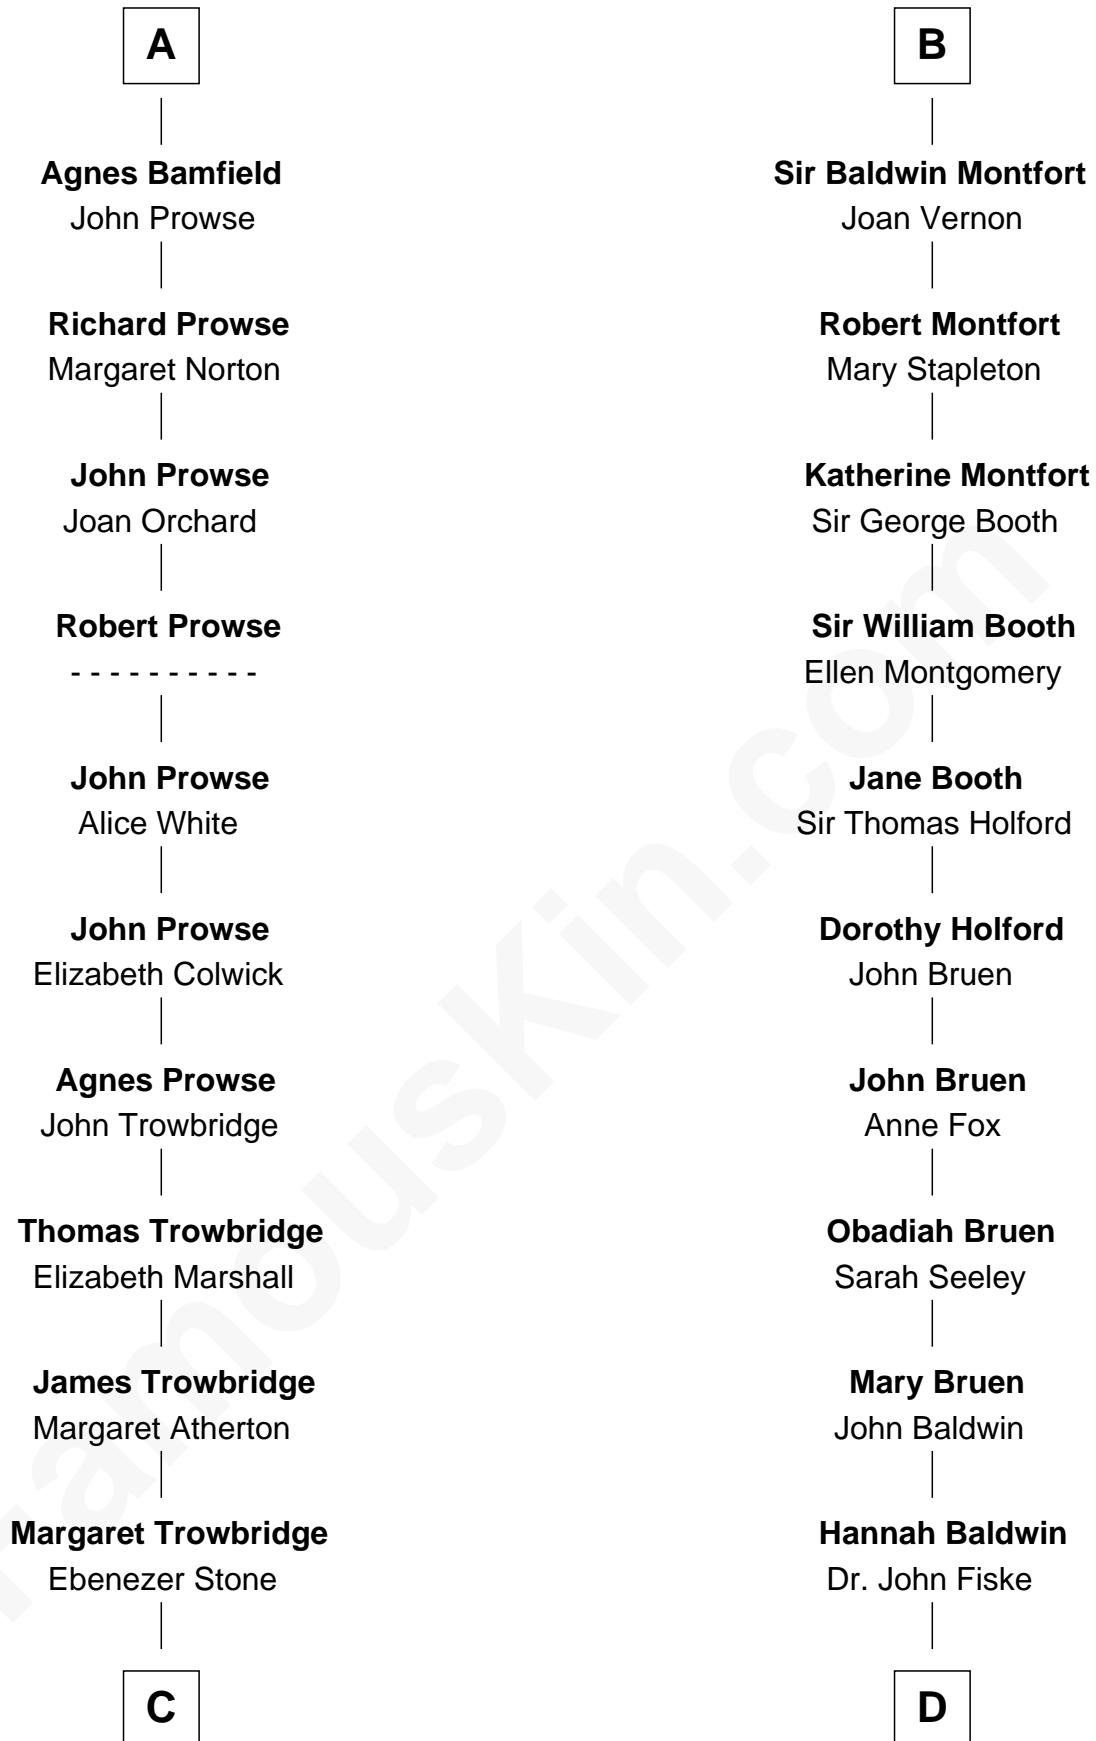 A
Agnes Bamfield
John Prowse
Richard Prowse
Margaret Norton
John Prowse
Joan Orchard
Robert Prowse
- - - - - - - - - -
John Prowse
Alice White
John Prowse
Elizabeth Colwick
Agnes Prowse
John Trowbridge
Thomas Trowbridge
Elizabeth Marshall
James Trowbridge
Margaret Atherton
Margaret Trowbridge
Ebenezer Stone
C
B
Sir Baldwin Montfort
Joan Vernon
Robert Montfort
Mary Stapleton
Katherine Montfort
Sir George Booth
Sir William Booth
Ellen Montgomery
Jane Booth
Sir Thomas Holford
Dorothy Holford
John Bruen
John Bruen
Anne Fox
Obadiah Bruen
Sarah Seeley
Mary Bruen
John Baldwin
Hannah Baldwin
Dr. John Fiske
D
FamousKin.com